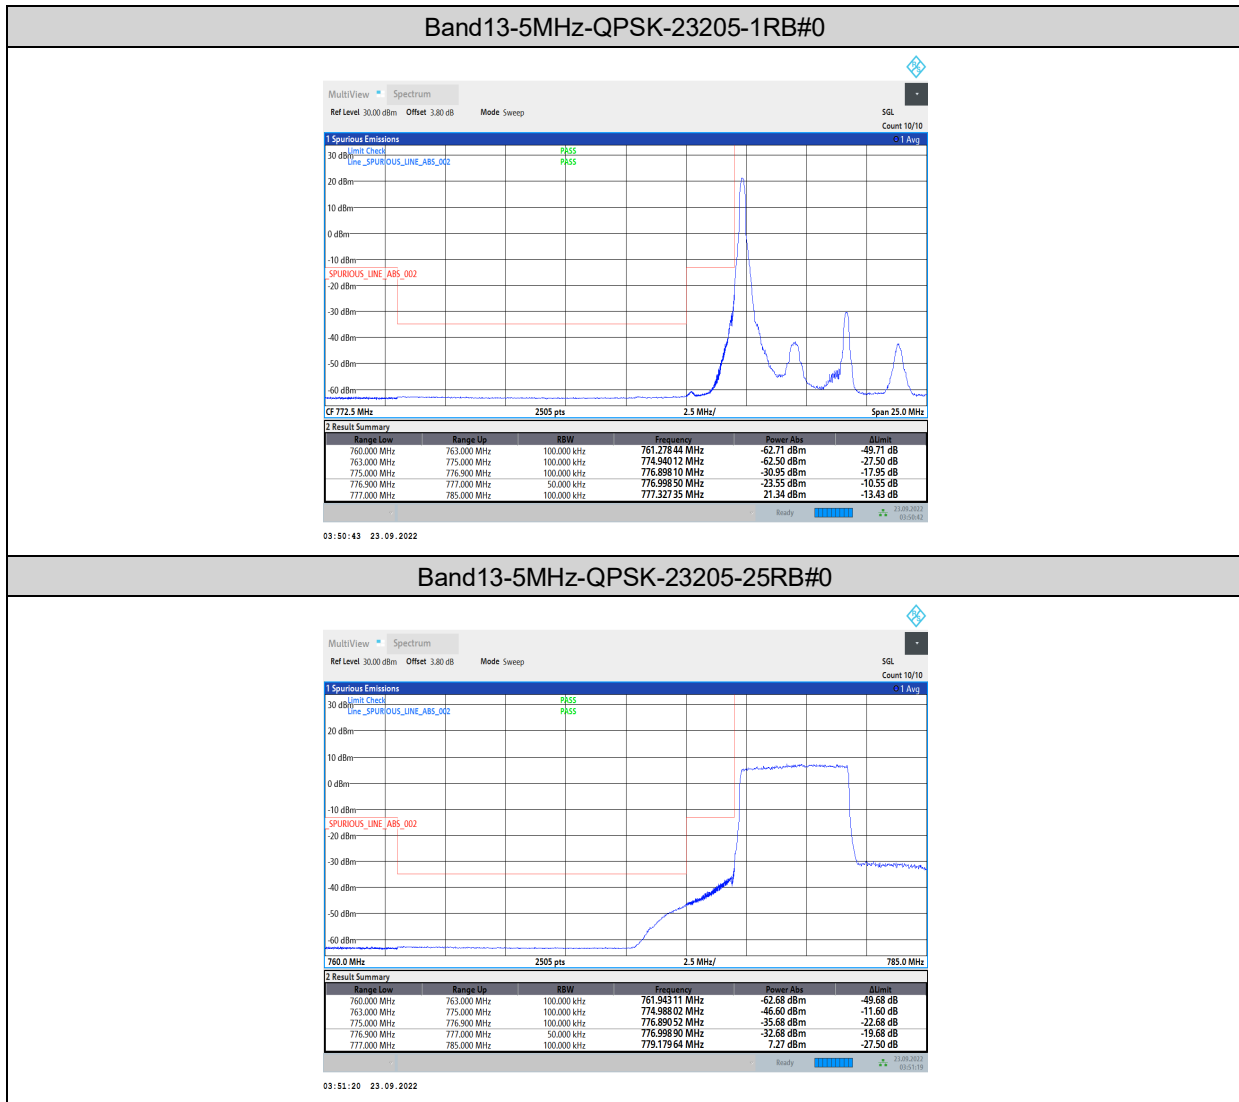 Band13-5MHz-QPSK-23205-1RB#0
MultiView Spectrum
Ref Level 30.00 dBm Offset 3.80 dB Mode Sweep SGL
Count 10/10
1 Spurious Emissions 1 Avg
Limit Check PASS
30 dBm
Line _SPURIOUS_LINE_ABS_002 PASS
20 dBm
10 dBm
0 dBm
-10 dBm
_SPURIOUS_LINE_ABS_002
-20 dBm
-30 dBm
-40 dBm
-50 dBm
-60 dBm
CF 772.5 MHz 2505 pts 2.5 MHz/ Span 25.0 MHz
2 Result Summary
Range Low Range Up RBW Frequency Power Abs ΔLimit
760.000 MHz 763.000 MHz 100.000 kHz 761.27844 MHz -62.71 dBm -49.71 dB
763.000 MHz 775.000 MHz 100.000 kHz 774.94012 MHz -62.50 dBm -27.50 dB
775.000 MHz 776.900 MHz 100.000 kHz 776.89810 MHz -30.95 dBm -17.95 dB
776.900 MHz 777.000 MHz 50.000 kHz 776.99850 MHz -23.55 dBm -10.55 dB
777.000 MHz 785.000 MHz 100.000 kHz 777.32735 MHz 21.34 dBm -13.43 dB
Ready 23.09.2022
03:50:42
03:50:43 23.09.2022
Band13-5MHz-QPSK-23205-25RB#0
MultiView Spectrum
Ref Level 30.00 dBm Offset 3.80 dB Mode Sweep SGL
Count 10/10
1 Spurious Emissions 1 Avg
Limit Check PASS
30 dBm
Line _SPURIOUS_LINE_ABS_002 PASS
20 dBm
10 dBm
0 dBm
-10 dBm
_SPURIOUS_LINE_ABS_002
-20 dBm
-30 dBm
-40 dBm
-50 dBm
-60 dBm
760.0 MHz 2505 pts 2.5 MHz/ 785.0 MHz
2 Result Summary
Range Low Range Up RBW Frequency Power Abs ΔLimit
760.000 MHz 763.000 MHz 100.000 kHz 761.94311 MHz -62.68 dBm -49.68 dB
763.000 MHz 775.000 MHz 100.000 kHz 774.98802 MHz -46.60 dBm -11.60 dB
775.000 MHz 776.900 MHz 100.000 kHz 776.89052 MHz -35.68 dBm -22.68 dB
776.900 MHz 777.000 MHz 50.000 kHz 776.99890 MHz -32.68 dBm -19.68 dB
777.000 MHz 785.000 MHz 100.000 kHz 779.17964 MHz 7.27 dBm -27.50 dB
Ready 23.09.2022
03:51:19
03:51:20 23.09.2022